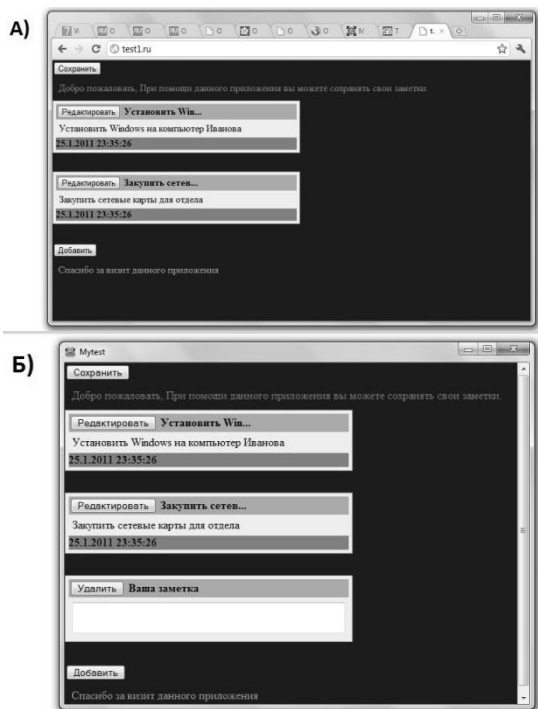 А)
test1.ru
Сохранить
Добро пожаловать, При помощи данного приложения вы можете сохранять свои заметки.
Редактировать Установить Win...
Установить Windows на компьютер Иванова
25.1.2011 23:35:26
Редактировать Закупить сетев...
Закупить сетевые карты для отдела
25.1.2011 23:35:26
Добавить
Спасибо за визит данного приложения
Б)
Mytest
Сохранить
Добро пожаловать, При помощи данного приложения вы можете сохранять свои заметки.
Редактировать Установить Win...
Установить Windows на компьютер Иванова
25.1.2011 23:35:26
Редактировать Закупить сетев...
Закупить сетевые карты для отдела
25.1.2011 23:35:26
Удалить Ваша заметка
Добавить
Спасибо за визит данного приложения